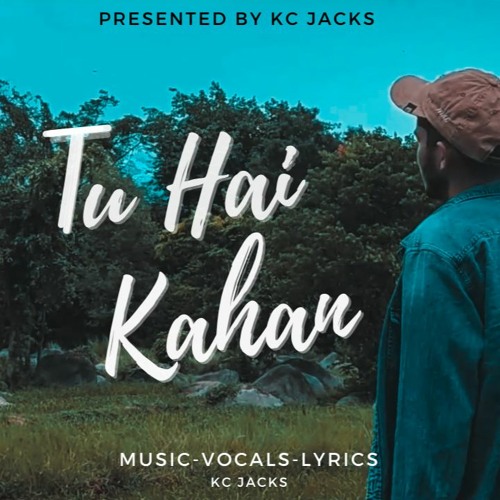 PRESENTED BY KC JACKS
Tu Hai
Kahan
MUSIC-VOCALS-LYRICS
KC JACKS